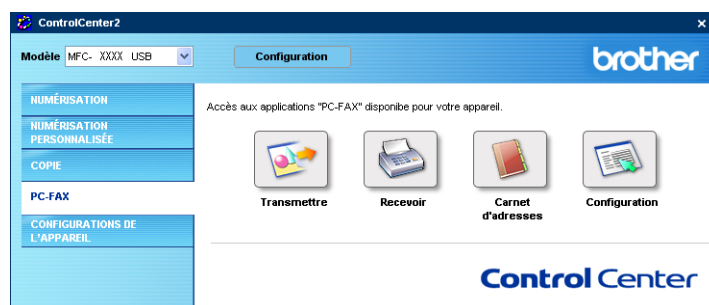 ControlCenter2
Modèle MFC- XXXX USB
Configuration
brother
NUMÉRISATION
NUMÉRISATION
PERSONNALISÉE
COPIE
PC-FAX
CONFIGURATIONS DE
L'APPAREIL
Accès aux applications "PC-FAX" disponibe pour votre appareil.
Transmettre
Recevoir
Carnet
d'adresses
Configuration
Control Center